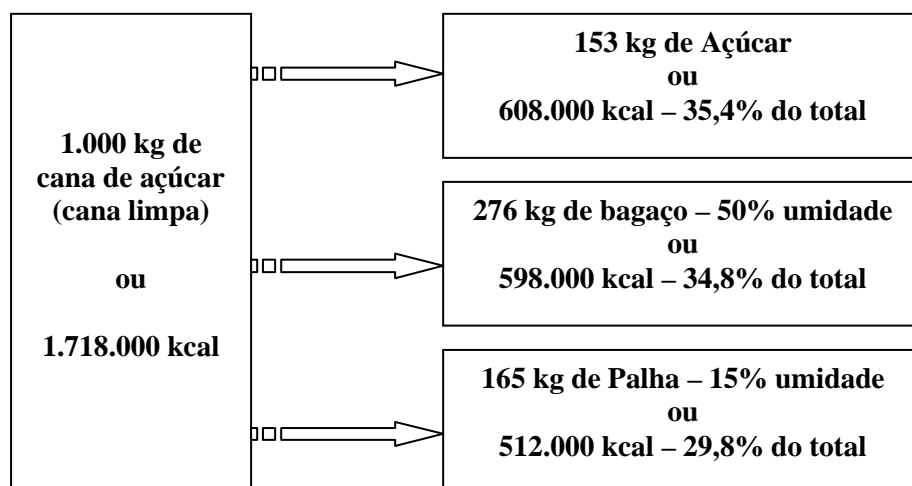 1.000 kg de
cana de açúcar
(cana limpa)
ou
1.718.000 kcal
153 kg de Açúcar
ou
608.000 kcal – 35,4% do total
276 kg de bagaço – 50% umidade
ou
598.000 kcal – 34,8% do total
165 kg de Palha – 15% umidade
ou
512.000 kcal – 29,8% do total